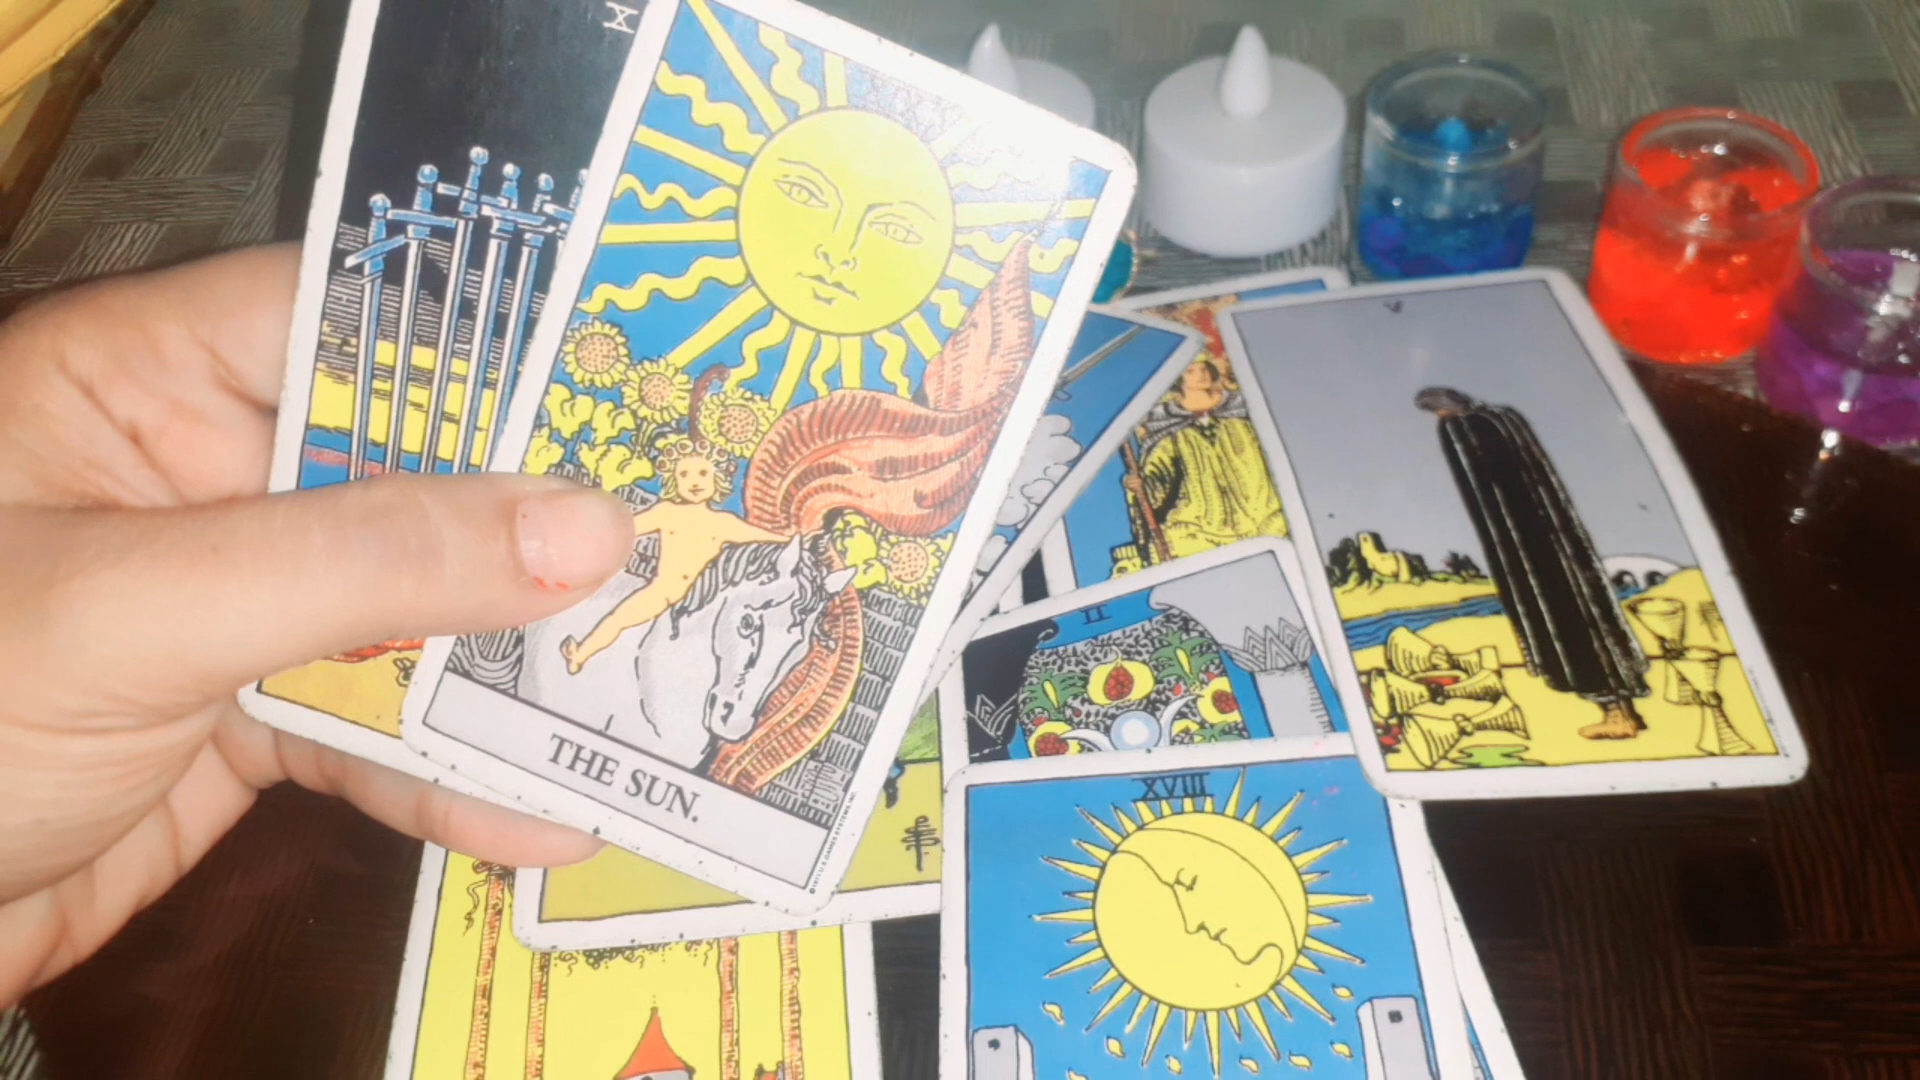 X
THE SUN.
V
II
XVIII